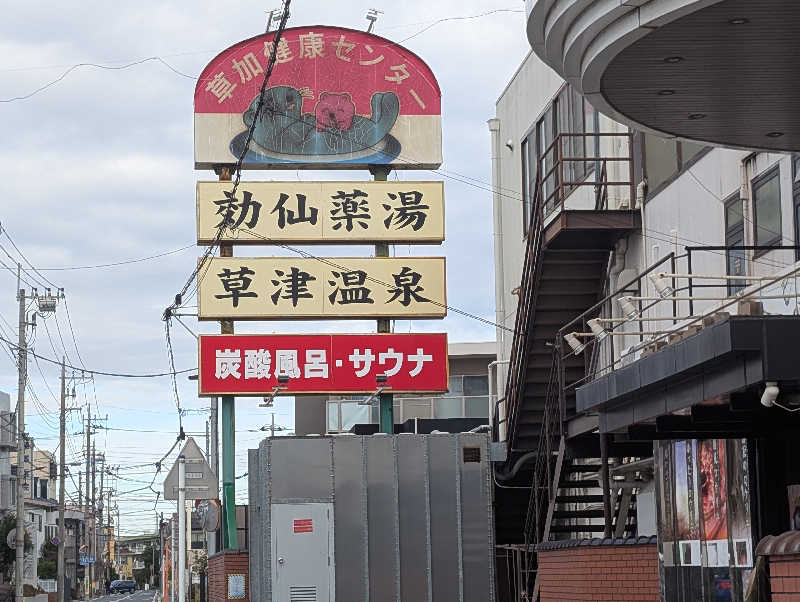 草加健康センター
効仙薬湯
草津温泉
炭酸風呂・サウナ